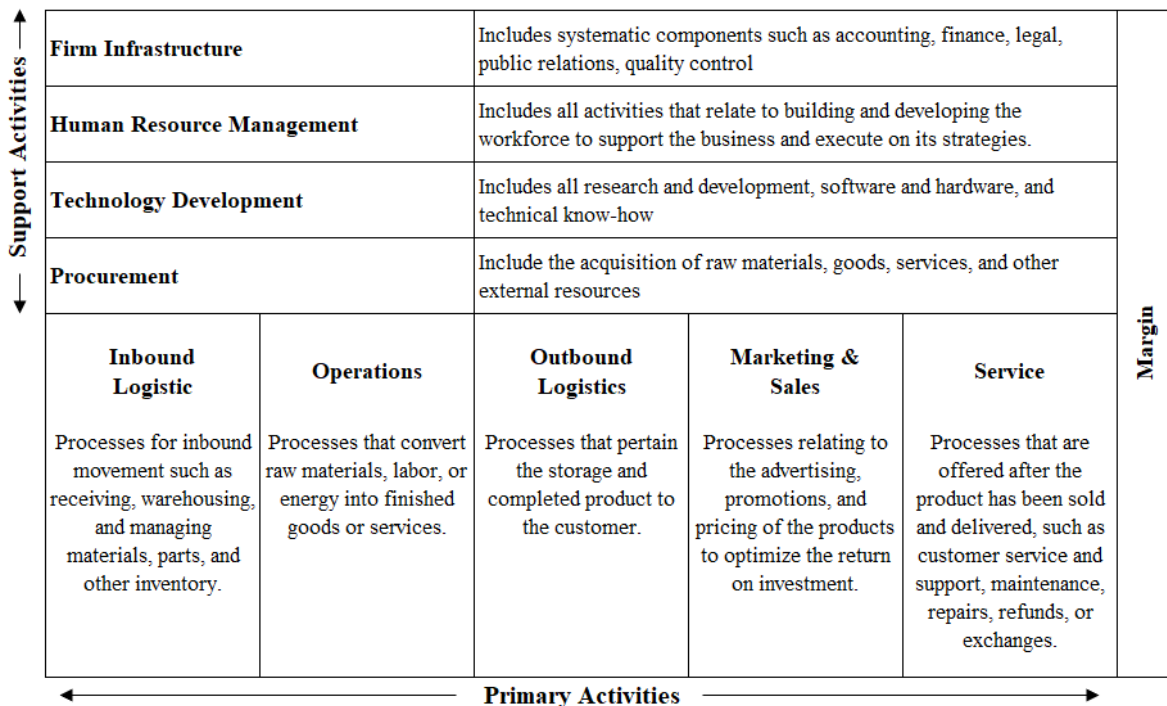 Support Activities
Firm Infrastructure
Includes systematic components such as accounting, finance, legal,
public relations, quality control
Human Resource Management
Includes all activities that relate to building and developing the
workforce to support the business and execute on its strategies.
Technology Development
Includes all research and development, software and hardware, and
technical know-how
Procurement
Include the acquisition of raw materials, goods, services, and other
external resources
Inbound
Logistic
Processes for inbound
movement such as
receiving, warehousing,
and managing
materials, parts, and
other inventory.
Operations
Processes that convert
raw materials, labor, or
energy into finished
goods or services.
Outbound
Logistics
Processes that pertain
the storage and
completed product to
the customer.
Marketing &
Sales
Processes relating to
the advertising,
promotions, and
pricing of the products
to optimize the return
on investment.
Service
Processes that are
offered after the
product has been sold
and delivered, such as
customer service and
support, maintenance,
repairs, refunds, or
exchanges.
Margin
Primary Activities